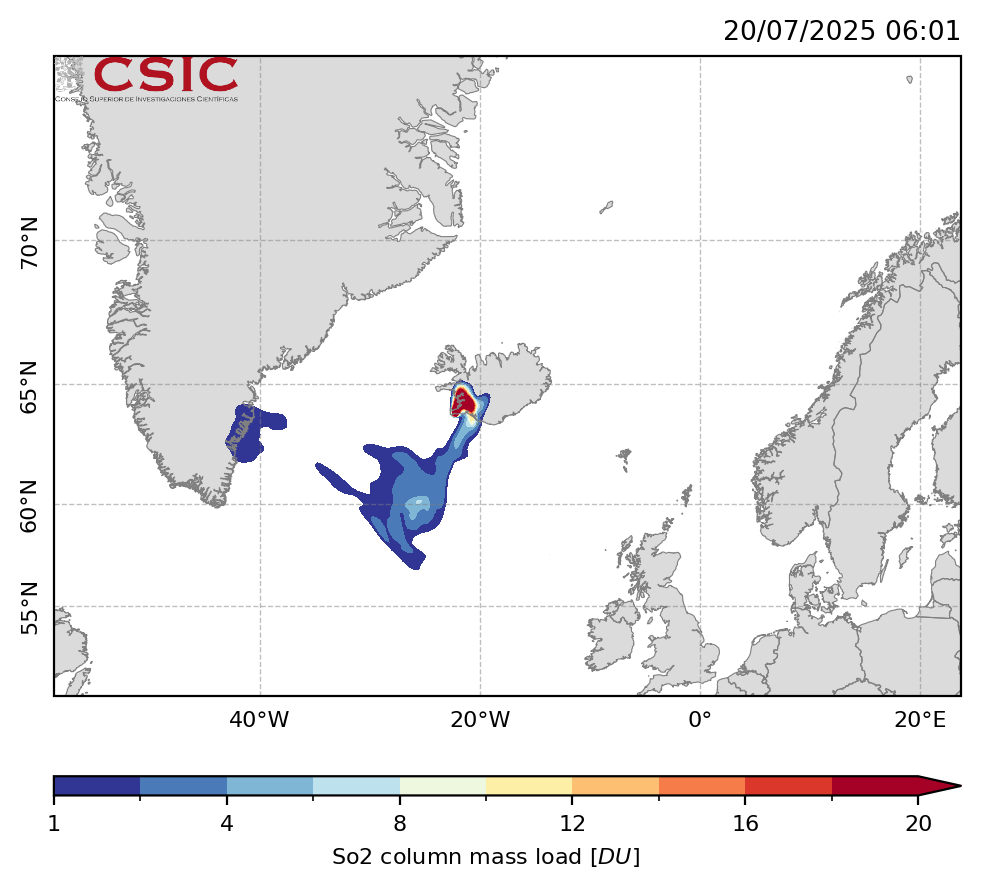 20/07/2025 06:01
CSIC
CONSEJO SUPERIOR DE INVESTIGACIONES CIENTÍFICAS
70°N
65°N
60°N
55°N
40°W 20°W 0° 20°E
1 4 8 12 16 20
So2 column mass load [DU]